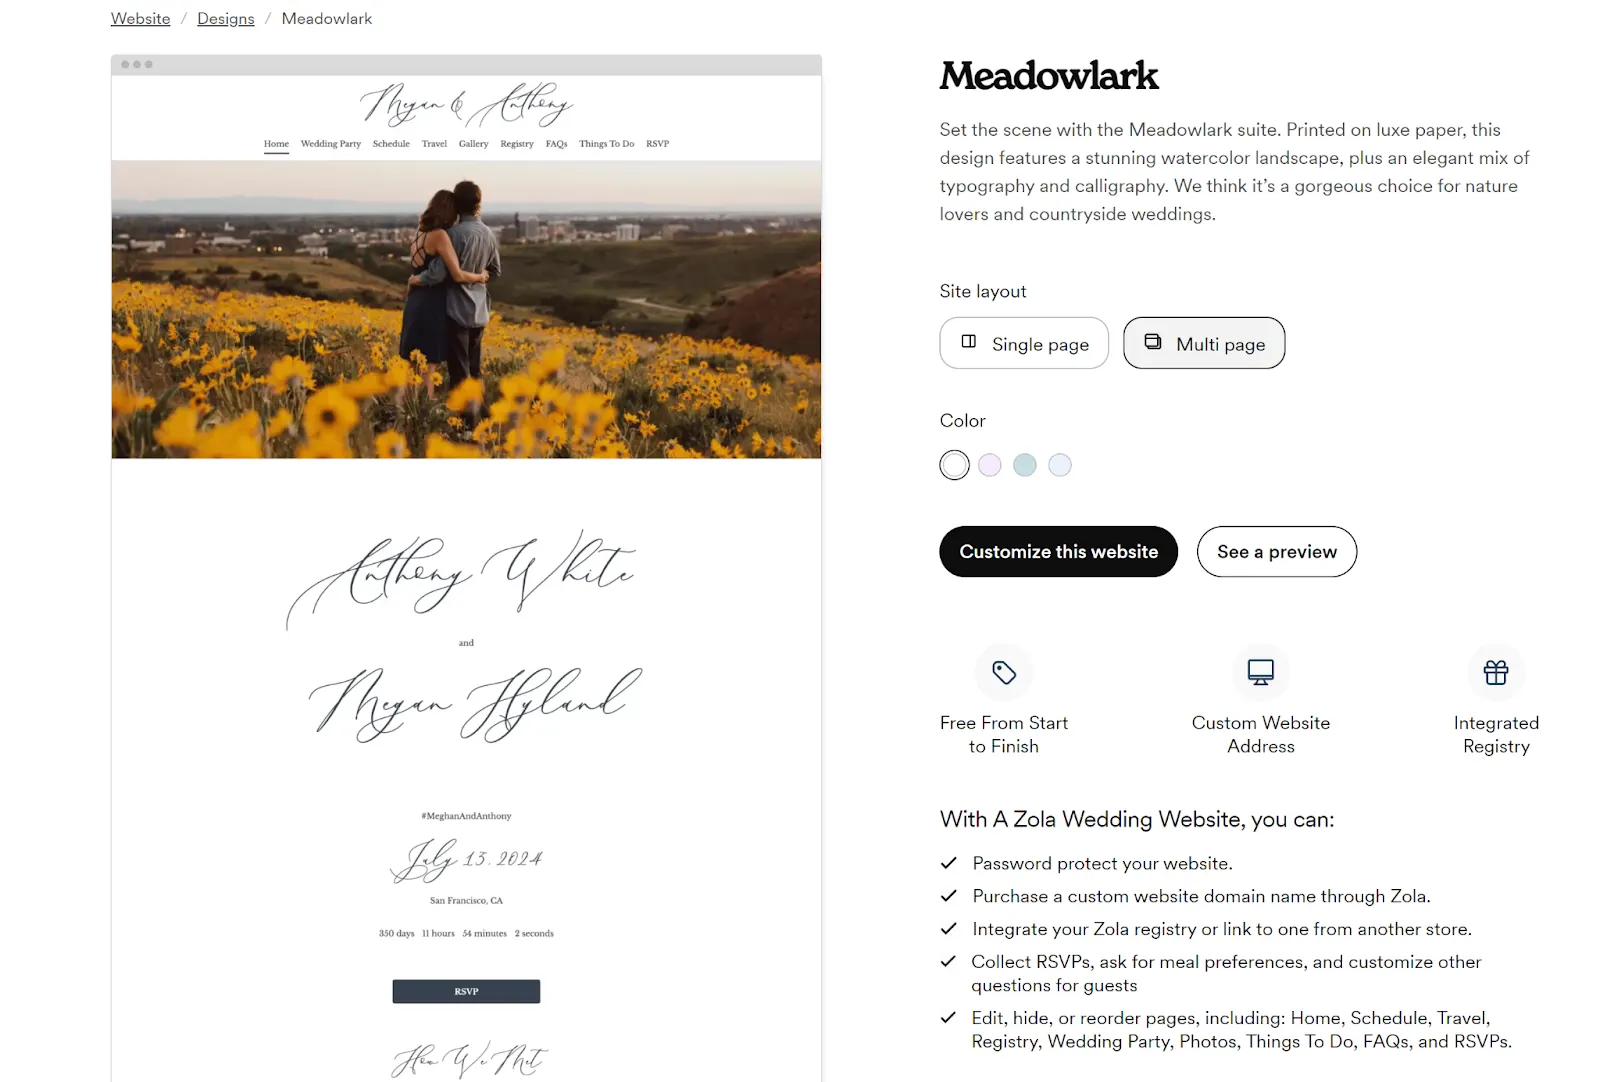 Website / Designs / Meadowlark
Megan & Anthony
Home Wedding Party Schedule Travel Gallery Registry FAQs Things To Do RSVP
Anthony White
and
Megan Hyland
#MeghanAndAnthony
July 13, 2024
San Francisco, CA
350 days 11 hours 54 minutes 2 seconds
RSVP
How We Met
Meadowlark
Set the scene with the Meadowlark suite. Printed on luxe paper, this
design features a stunning watercolor landscape, plus an elegant mix of
typography and calligraphy. We think it’s a gorgeous choice for nature
lovers and countryside weddings.
Site layout
Single page
Multi page
Color
Customize this website
See a preview
Free From Start
to Finish
Custom Website
Address
Integrated
Registry
With A Zola Wedding Website, you can:
Password protect your website.
Purchase a custom website domain name through Zola.
Integrate your Zola registry or link to one from another store.
Collect RSVPs, ask for meal preferences, and customize other
questions for guests
Edit, hide, or reorder pages, including: Home, Schedule, Travel,
Registry, Wedding Party, Photos, Things To Do, FAQs, and RSVPs.